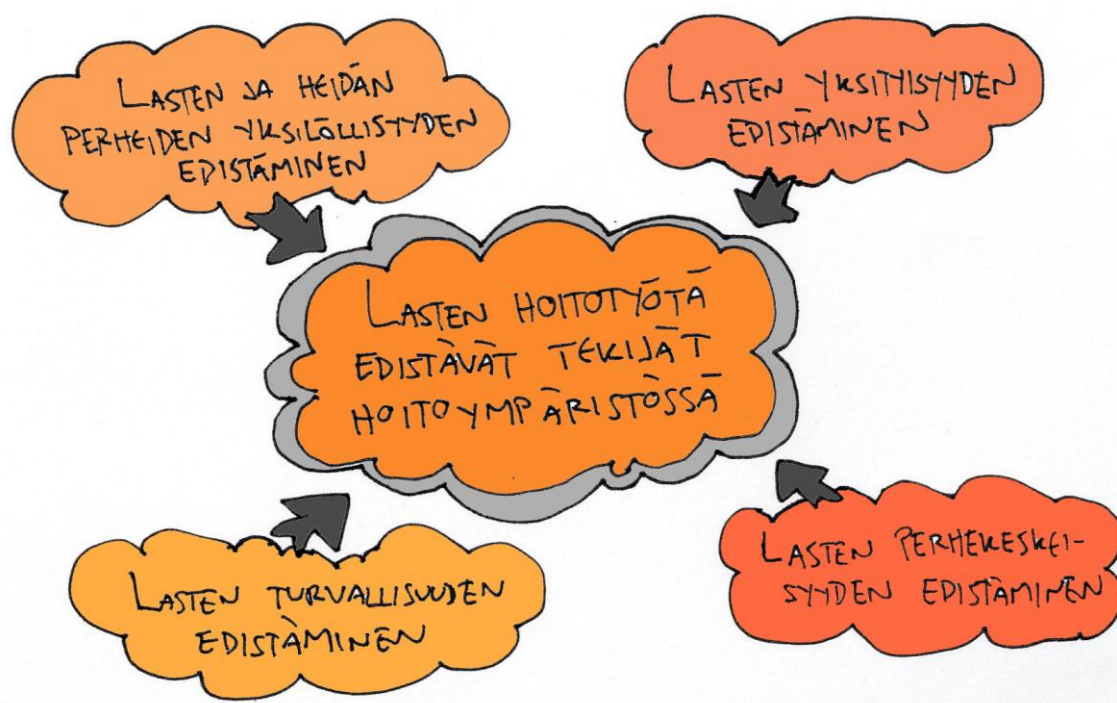 LASTEN JA HEIDÄN
PERHEIDEN YKSILÖLLISTYDEN
EDISTÄMINEN
LASTEN YKSITYISYYDEN
EDISTÄMINEN
LASTEN HOITOTYÖTÄ
EDISTÄVÄT TEKIJÄT
HOITOYMPÄRISTÖSSÄ
LASTEN TURVALLISUUDEN
EDISTÄMINEN
LASTEN PERHEKESKEI-
SYYDEN EDISTÄMINEN